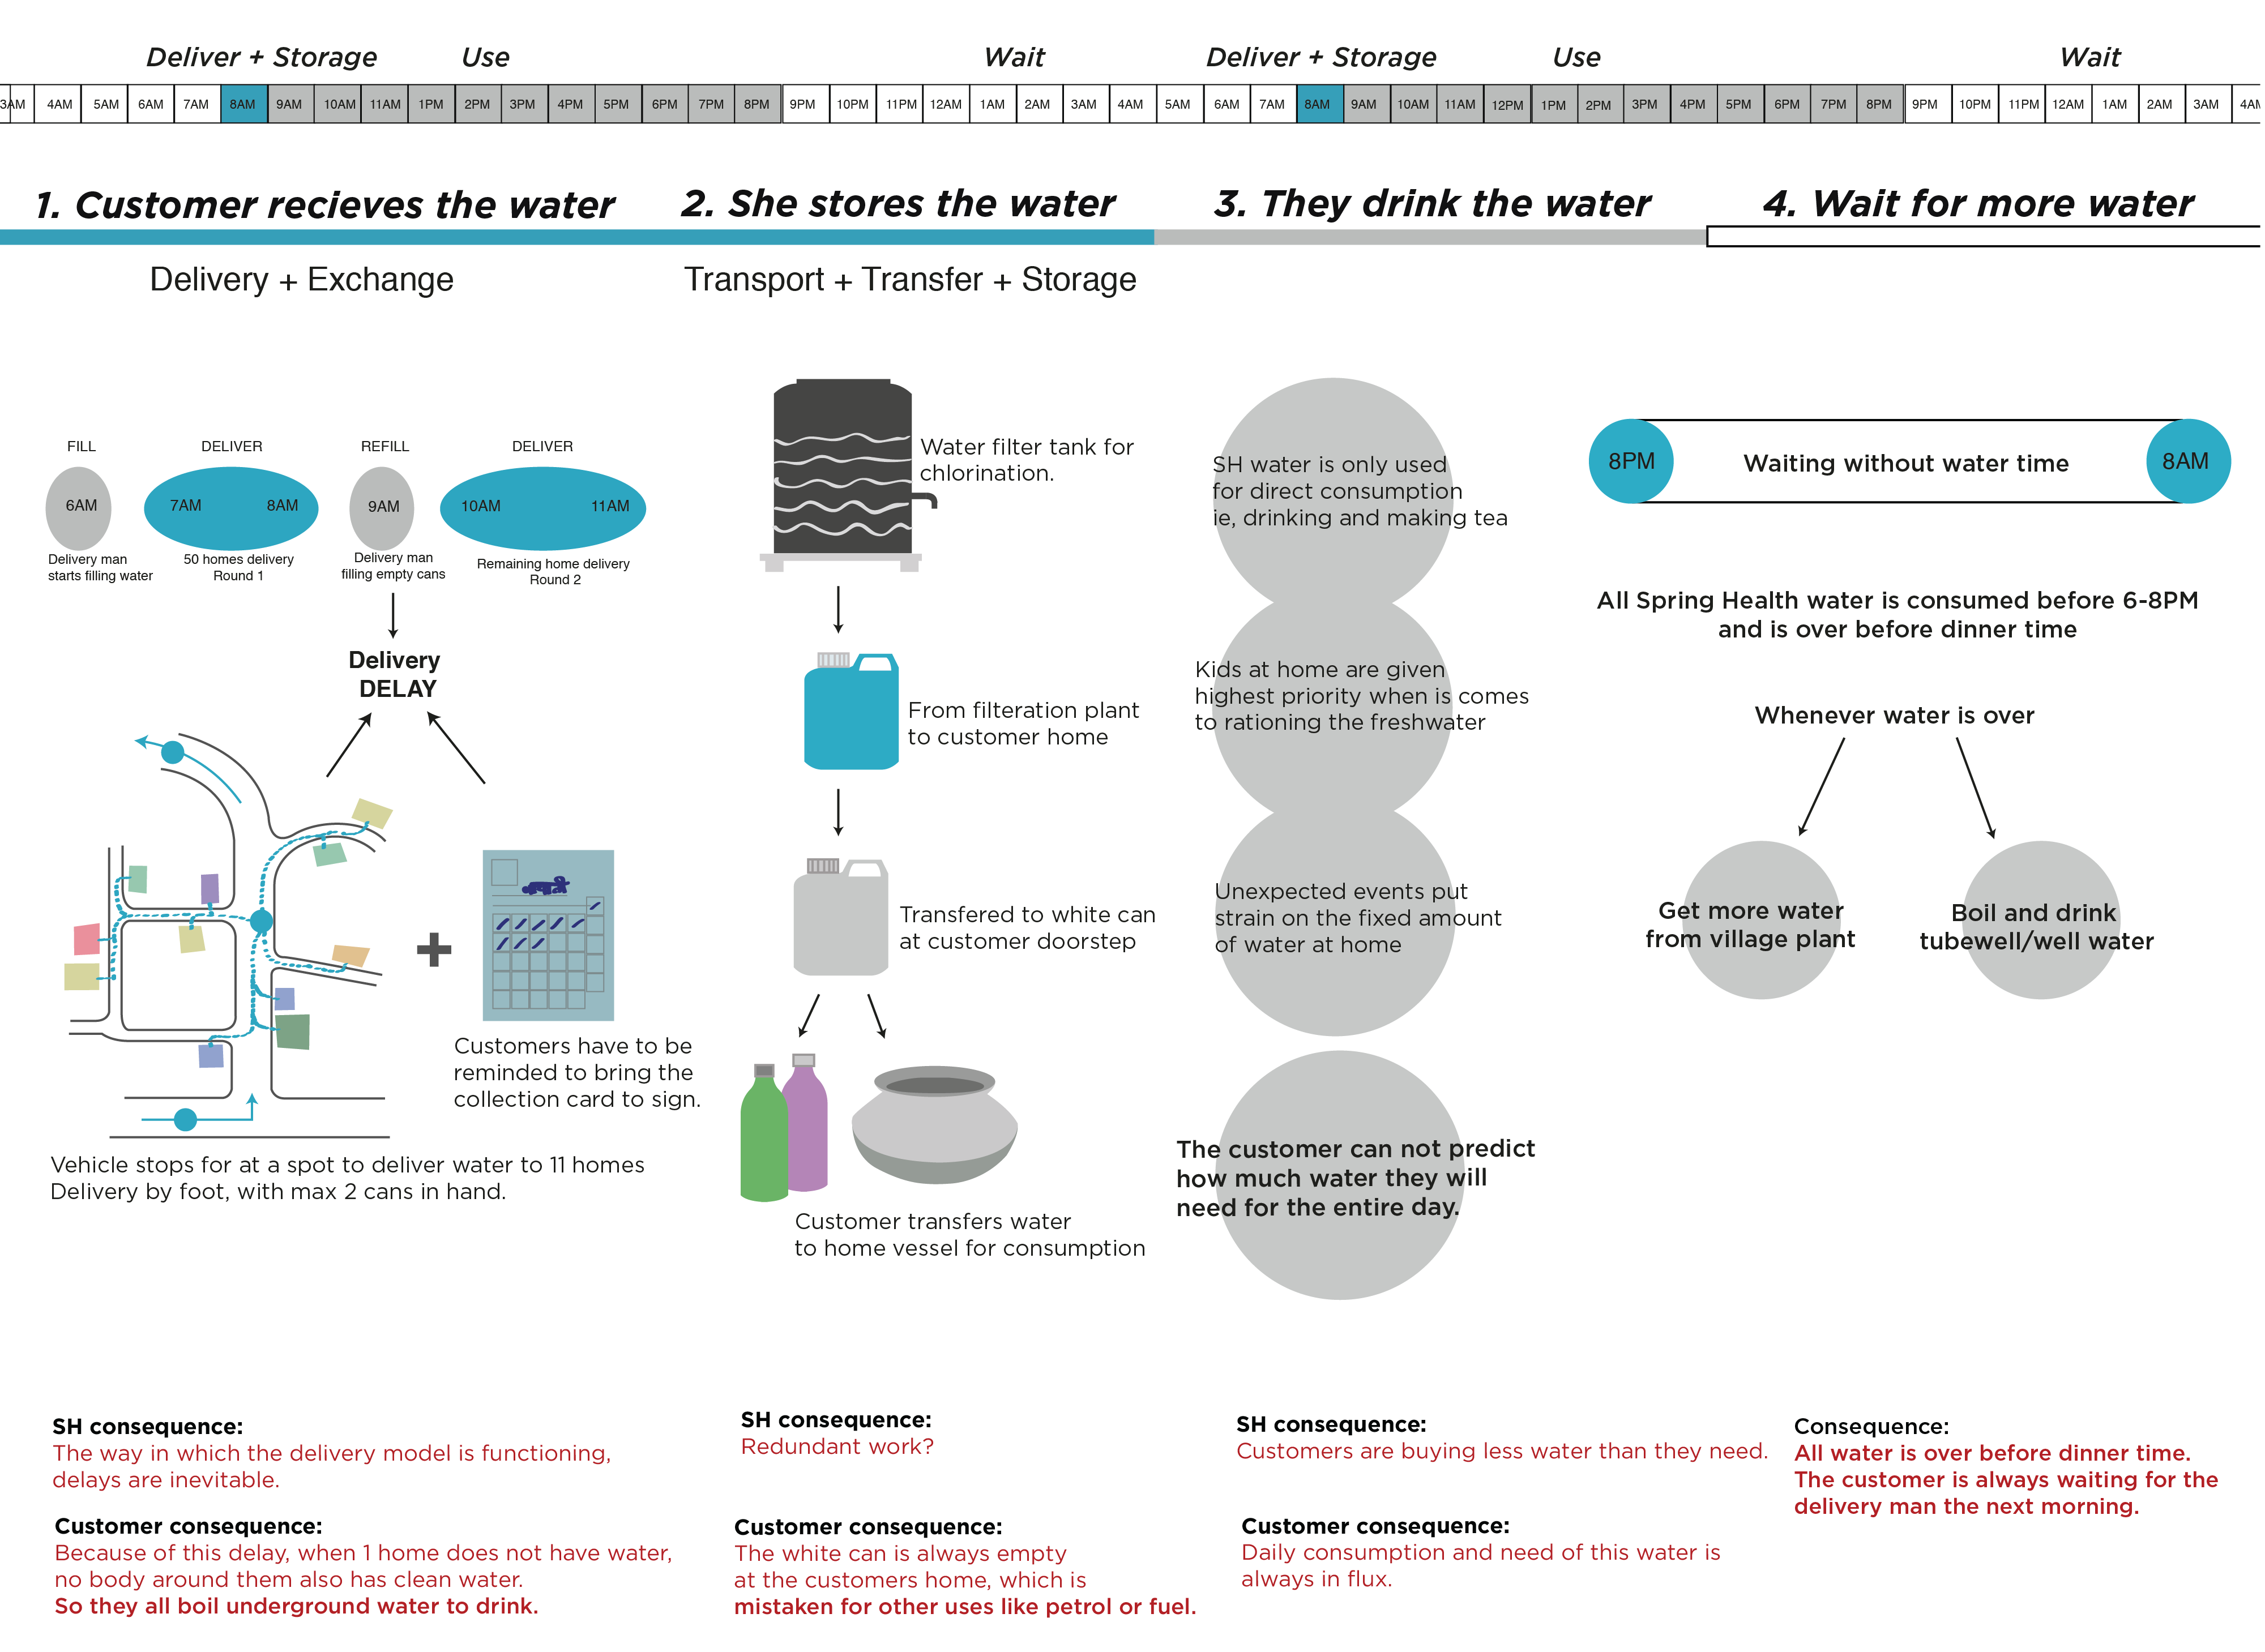 Deliver + Storage Use Wait Deliver + Storage Use Wait
3AM 4AM 5AM 6AM 7AM 8AM 9AM 10AM 11AM 1PM 2PM 3PM 4PM 5PM 6PM 7PM 8PM 9PM 10PM 11PM 12AM 1AM 2AM 3AM 4AM 5AM 6AM 7AM 8AM 9AM 10AM 11AM 12PM 1PM 2PM 3PM 4PM 5PM 6PM 7PM 8PM 9PM 10PM 11PM 12AM 1AM 2AM 3AM 4AM
1. Customer recieves the water
Delivery + Exchange
FILL DELIVER REFILL DELIVER
6AM 7AM 8AM 9AM 10AM 11AM
Delivery man
starts filling water
50 homes delivery
Round 1
Delivery man
filling empty cans
Remaining home delivery
Round 2
Delivery
DELAY
Customers have to be
reminded to bring the
collection card to sign.
Vehicle stops for at a spot to deliver water to 11 homes
Delivery by foot, with max 2 cans in hand.
SH consequence:
The way in which the delivery model is functioning,
delays are inevitable.
Customer consequence:
Because of this delay, when 1 home does not have water,
no body around them also has clean water.
So they all boil underground water to drink.
2. She stores the water
Transport + Transfer + Storage
Water filter tank for
chlorination.
From filteration plant
to customer home
Transfered to white can
at customer doorstep
Customer transfers water
to home vessel for consumption
SH consequence:
Redundant work?
Customer consequence:
The white can is always empty
at the customers home, which is
mistaken for other uses like petrol or fuel.
3. They drink the water
SH water is only used
for direct consumption
ie, drinking and making tea
Kids at home are given
highest priority when is comes
to rationing the freshwater
Unexpected events put
strain on the fixed amount
of water at home
The customer can not predict
how much water they will
need for the entire day.
SH consequence:
Customers are buying less water than they need.
Customer consequence:
Daily consumption and need of this water is
always in flux.
4. Wait for more water
8PM Waiting without water time 8AM
All Spring Health water is consumed before 6-8PM
and is over before dinner time
Whenever water is over
Get more water
from village plant
Boil and drink
tubewell/well water
Consequence:
All water is over before dinner time.
The customer is always waiting for the
delivery man the next morning.